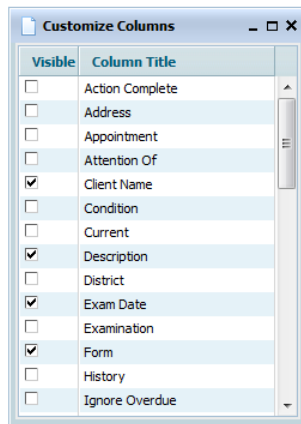 Customize Columns
Visible Column Title
Action Complete
Address
Appointment
Attention Of
Client Name
Condition
Current
Description
District
Exam Date
Examination
Form
History
Ignore Overdue